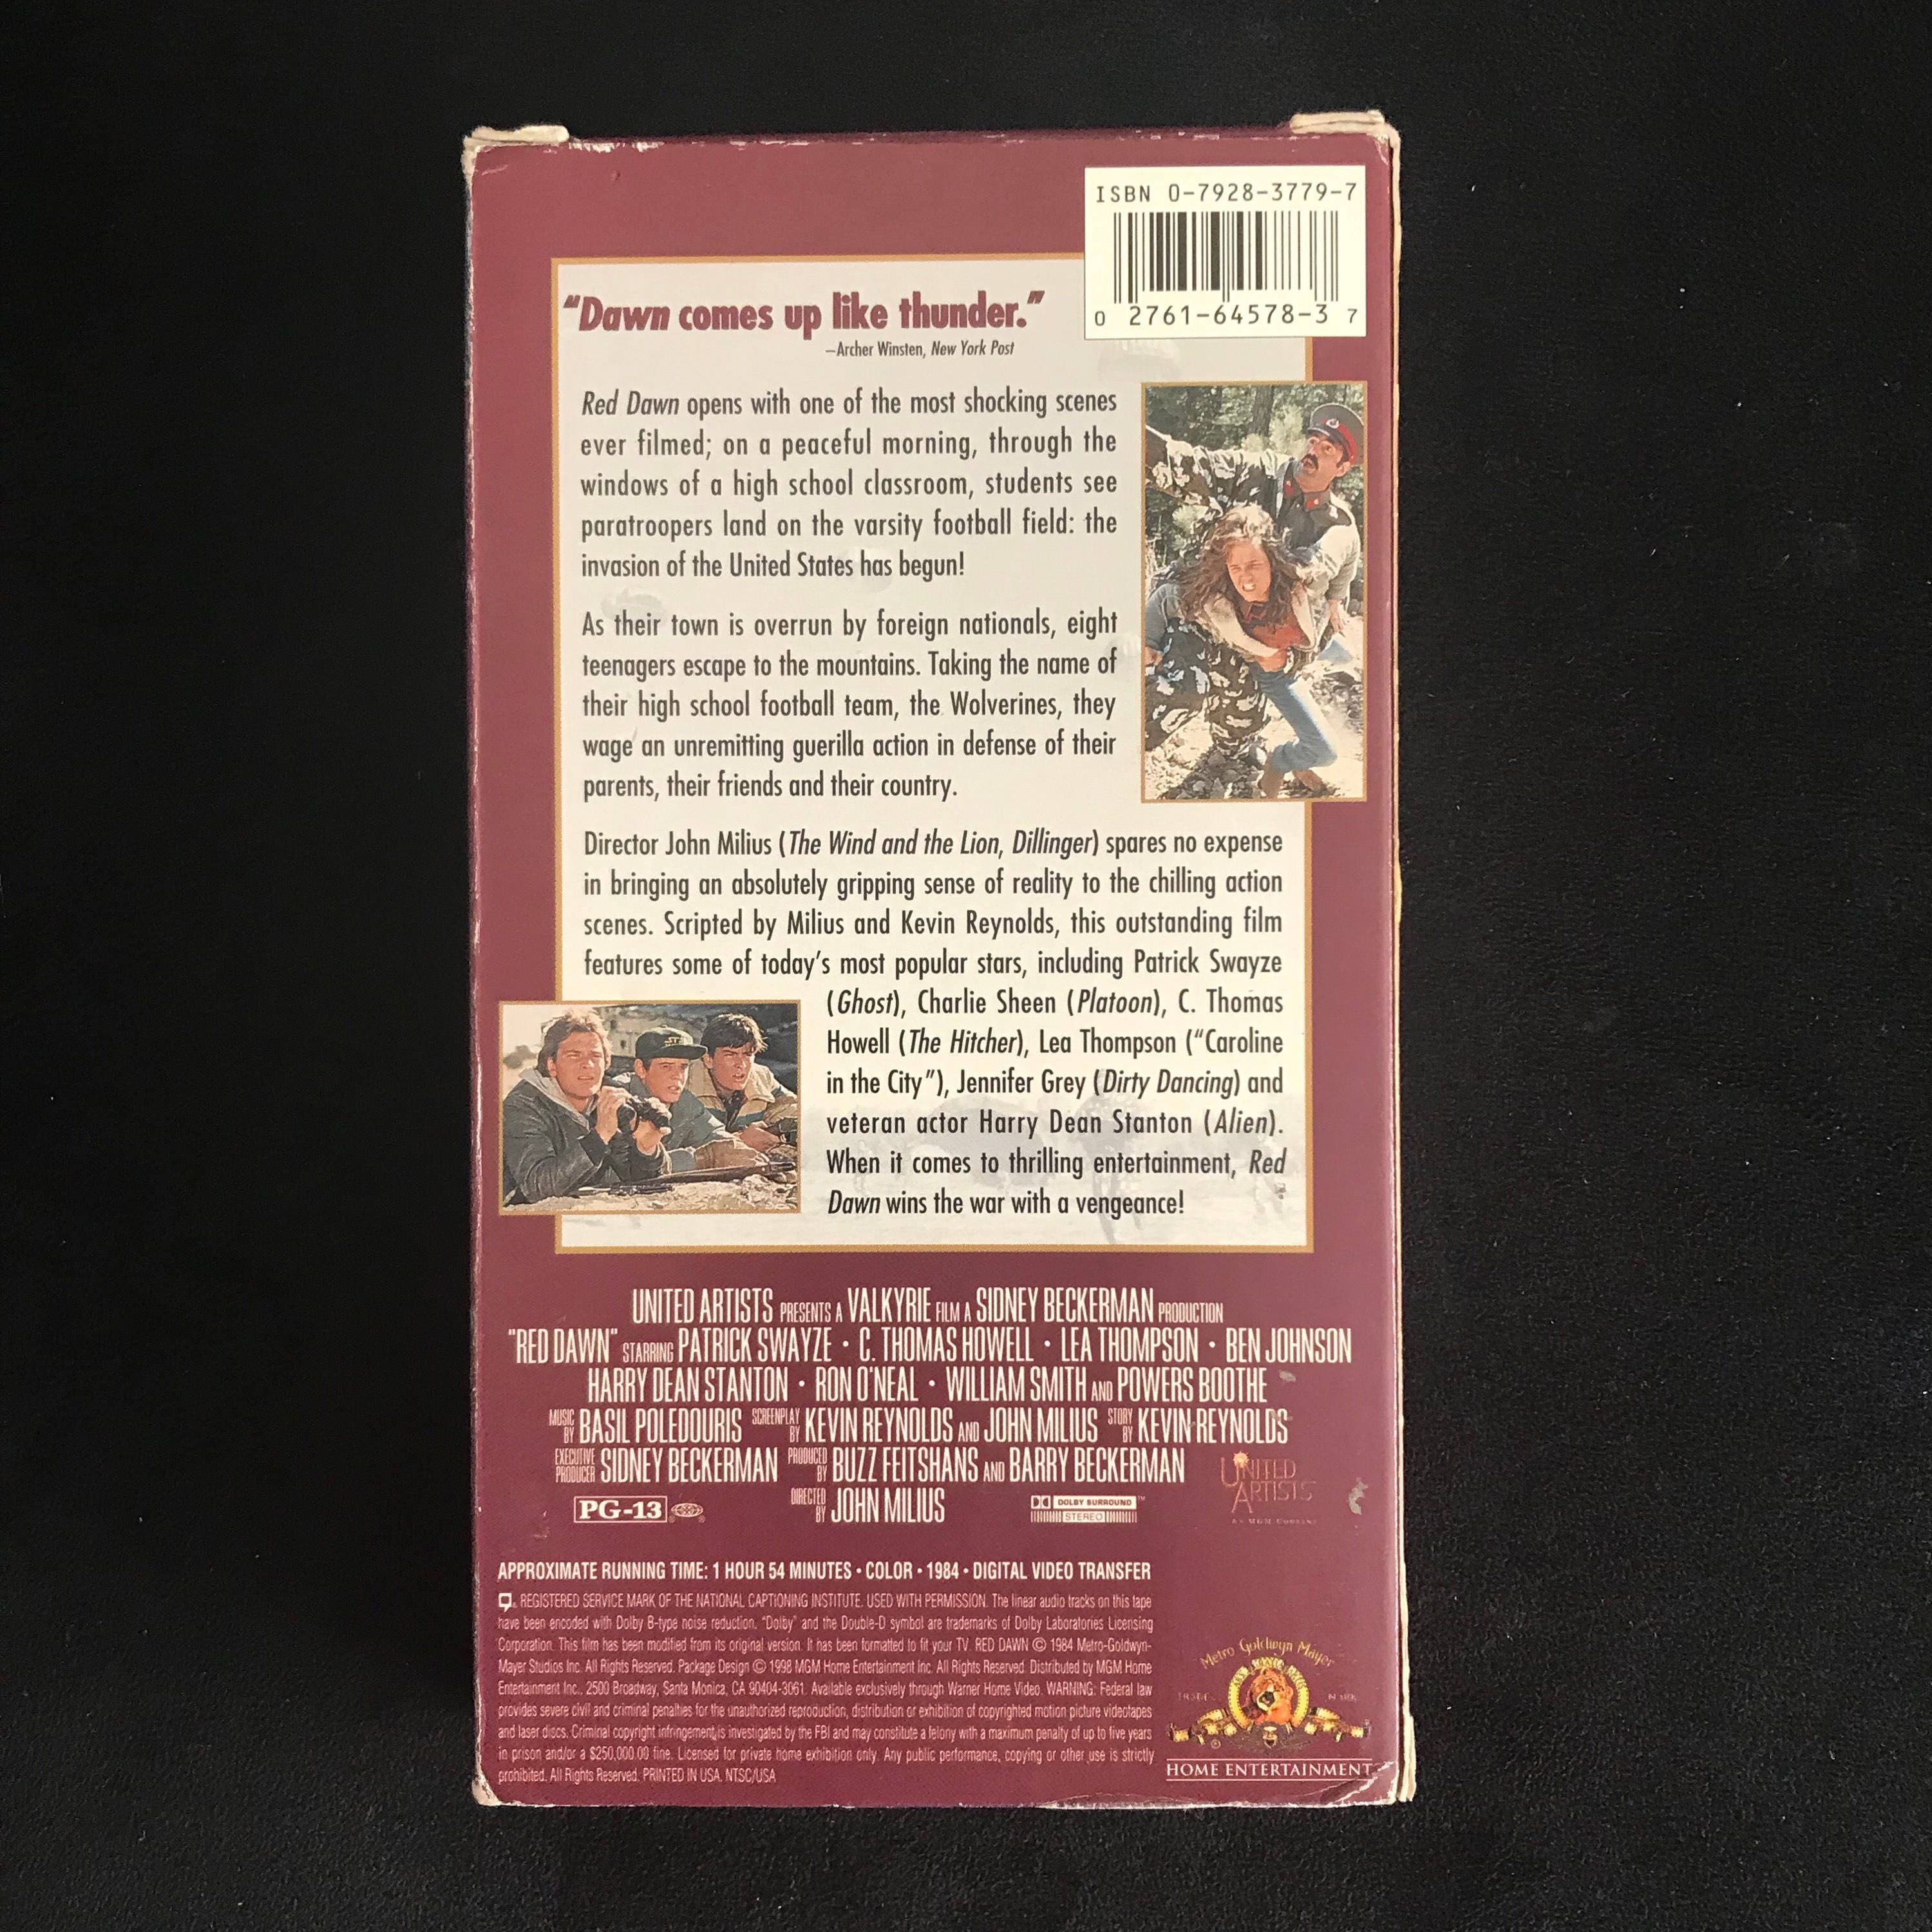 ISBN 0-7928-3779-7
0 2761-64578-3 7
"Dawn comes up like thunder."
–Archer Winsten, New York Post
Red Dawn opens with one of the most shocking scenes
ever filmed; on a peaceful morning, through the
windows of a high school classroom, students see
paratroopers land on the varsity football field: the
invasion of the United States has begun!
As their town is overrun by foreign nationals, eight
teenagers escape to the mountains. Taking the name of
their high school football team, the Wolverines, they
wage an unremitting guerilla action in defense of their
parents, their friends and their country.
Director John Milius (The Wind and the Lion, Dillinger) spares no expense
in bringing an absolutely gripping sense of reality to the chilling action
scenes. Scripted by Milius and Kevin Reynolds, this outstanding film
features some of today's most popular stars, including Patrick Swayze
(Ghost), Charlie Sheen (Platoon), C. Thomas
Howell (The Hitcher), Lea Thompson ("Caroline
in the City"), Jennifer Grey (Dirty Dancing) and
veteran actor Harry Dean Stanton (Alien).
When it comes to thrilling entertainment, Red
Dawn wins the war with a vengeance!
UNITED ARTISTS PRESENTS A VALKYRIE FILM A SIDNEY BECKERMAN PRODUCTION
"RED DAWN" STARRING PATRICK SWAYZE · C. THOMAS HOWELL · LEA THOMPSON · BEN JOHNSON
HARRY DEAN STANTON · RON O'NEAL · WILLIAM SMITH AND POWERS BOOTHE
MUSIC BY BASIL POLEDOURIS SCREENPLAY BY KEVIN REYNOLDS AND JOHN MILIUS STORY BY KEVIN REYNOLDS
EXECUTIVE PRODUCER SIDNEY BECKERMAN PRODUCED BY BUZZ FEITSHANS AND BARRY BECKERMAN
UNITED ARTISTS
PG-13 DIRECTED BY JOHN MILIUS DOLBY SURROUND STEREO
APPROXIMATE RUNNING TIME: 1 HOUR 54 MINUTES • COLOR • 1984 • DIGITAL VIDEO TRANSFER
REGISTERED SERVICE MARK OF THE NATIONAL CAPTIONING INSTITUTE. USED WITH PERMISSION. The linear audio tracks on this tape
have been encoded with Dolby B-type noise reduction. "Dolby" and the Double-D symbol are trademarks of Dolby Laboratories Licensing
Corporation. This film has been modified from its original version. It has been formatted to fit your TV. RED DAWN © 1984 Metro-Goldwyn-
Mayer Studios Inc. All Rights Reserved. Package Design © 1998 MGM Home Entertainment Inc. All Rights Reserved. Distributed by MGM Home
Entertainment Inc., 2500 Broadway, Santa Monica, CA 90404-3061. Available exclusively through Warner Home Video. WARNING: Federal law
provides severe civil and criminal penalties for the unauthorized reproduction, distribution or exhibition of copyrighted motion picture videotapes
and laser discs. Criminal copyright infringement is investigated by the FBI and may constitute a felony with a maximum penalty of up to five years
in prison and/or a $250,000.00 fine. Licensed for private home exhibition only. Any public performance, copying or other use is strictly
prohibited. All Rights Reserved. PRINTED IN USA. NTSC/USA
Metro Goldwyn Mayer
HOME ENTERTAINMENT